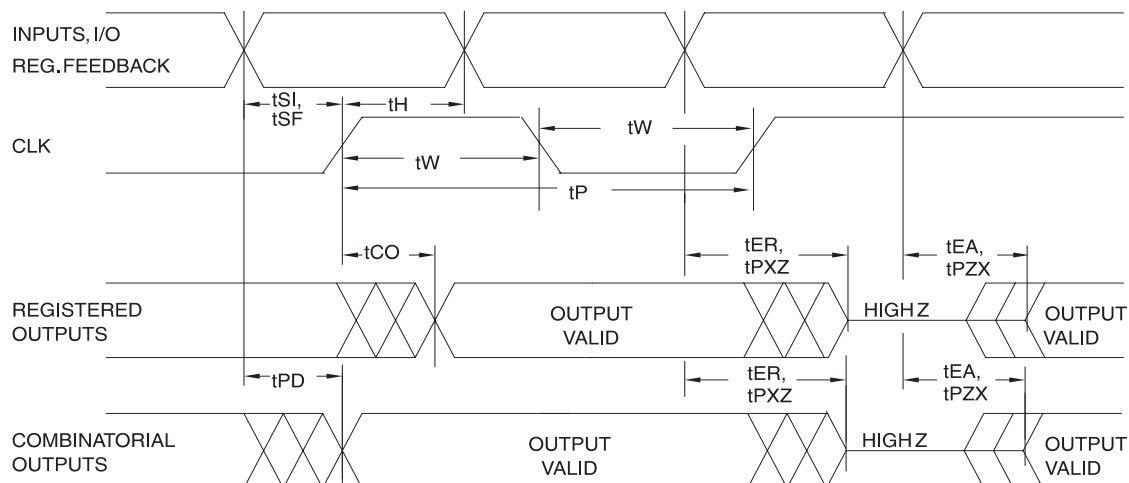 INPUTS, I/O
REG. FEEDBACK
tSI,
tSF
tH
CLK
tW
tW
tP
tCO
tER,
tPXZ
tEA,
tPZX
REGISTERED
OUTPUTS
OUTPUT
VALID
HIGH Z
OUTPUT
VALID
tPD
tER,
tPXZ
tEA,
tPZX
COMBINATORIAL
OUTPUTS
OUTPUT
VALID
HIGH Z
OUTPUT
VALID